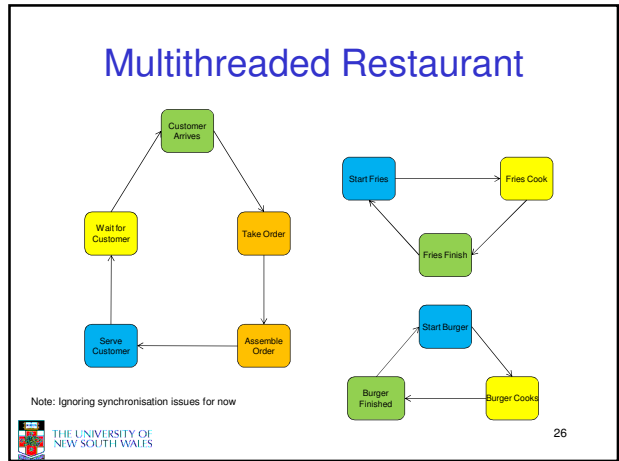 Multithreaded Restaurant
Customer
Arrives
Wait for
Customer
Take Order
Serve
Customer
Assemble
Order
Start Fries
Fries Cook
Fries Finish
Start Burger
Burger
Finished
Burger Cooks
Note: Ignoring synchronisation issues for now
THE UNIVERSITY OF
NEW SOUTH WALES
26